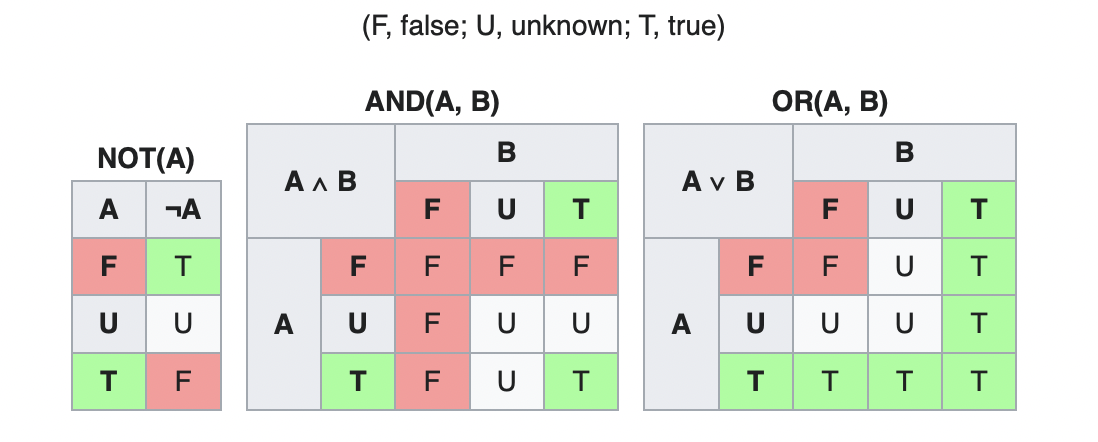 (F, false; U, unknown; T, true)
NOT(A)
A ¬A
F T
U U
T F
AND(A, B)
A ∧ B B
F U T
A F F F F
U F U U
T F U T
OR(A, B)
A ∨ B B
F U T
A F F U T
U U U T
T T T T